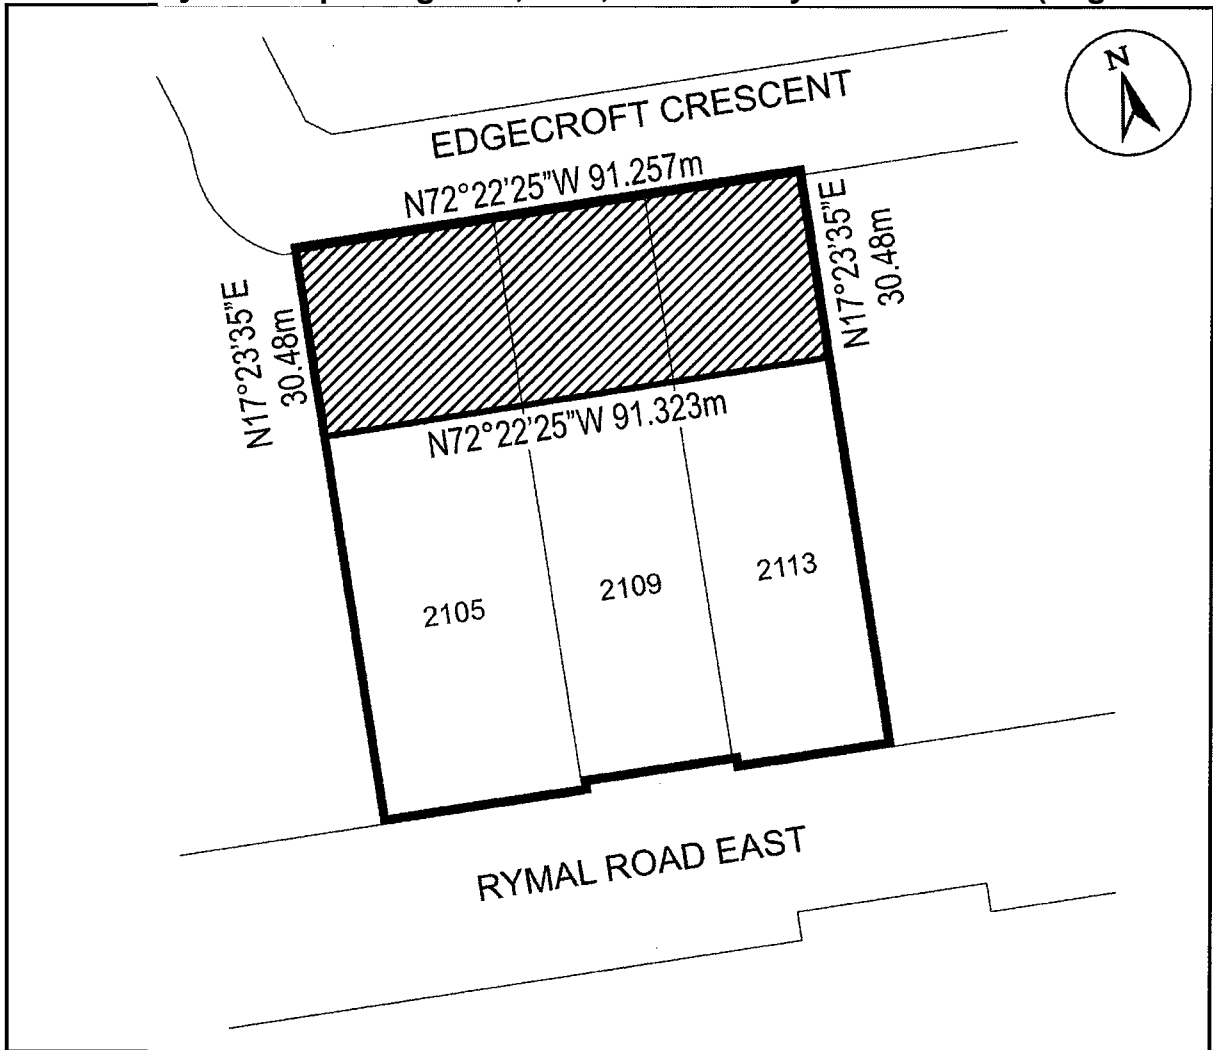 N
EDGECROFT CRESCENT
N72°22'25"W 91.257m
N17°23'35"E
30.48m
N17°23'35"E
30.48m
N72°22'25"W 91.323m
2105
2109
2113
RYMAL ROAD EAST